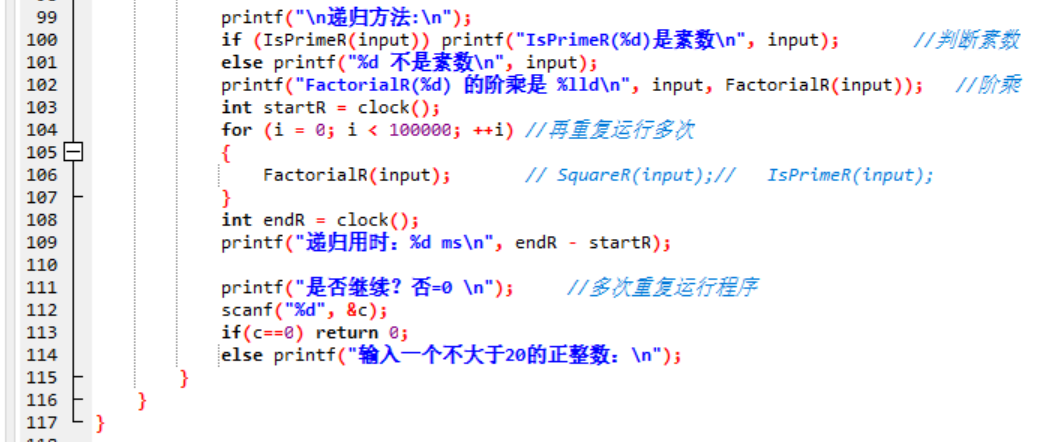 99 printf("\n递归方法:\n");
100 if (IsPrimeR(input)) printf("IsPrimeR(%d)是素数\n", input); //判断素数
101 else printf("%d 不是素数\n", input);
102 printf("FactorialR(%d) 的阶乘是 %lld\n", input, FactorialR(input)); //阶乘
103 int startR = clock();
104 for (i = 0; i < 100000; ++i) //再重复运行多次
105 {
106 FactorialR(input); // SquareR(input);// IsPrimeR(input);
107 }
108 int endR = clock();
109 printf("递归用时: %d ms\n", endR - startR);
110
111 printf("是否继续? 否=0 \n"); //多次重复运行程序
112 scanf("%d", &c);
113 if(c==0) return 0;
114 else printf("输入一个不大于20的正整数: \n");
115 }
116 }
117 }